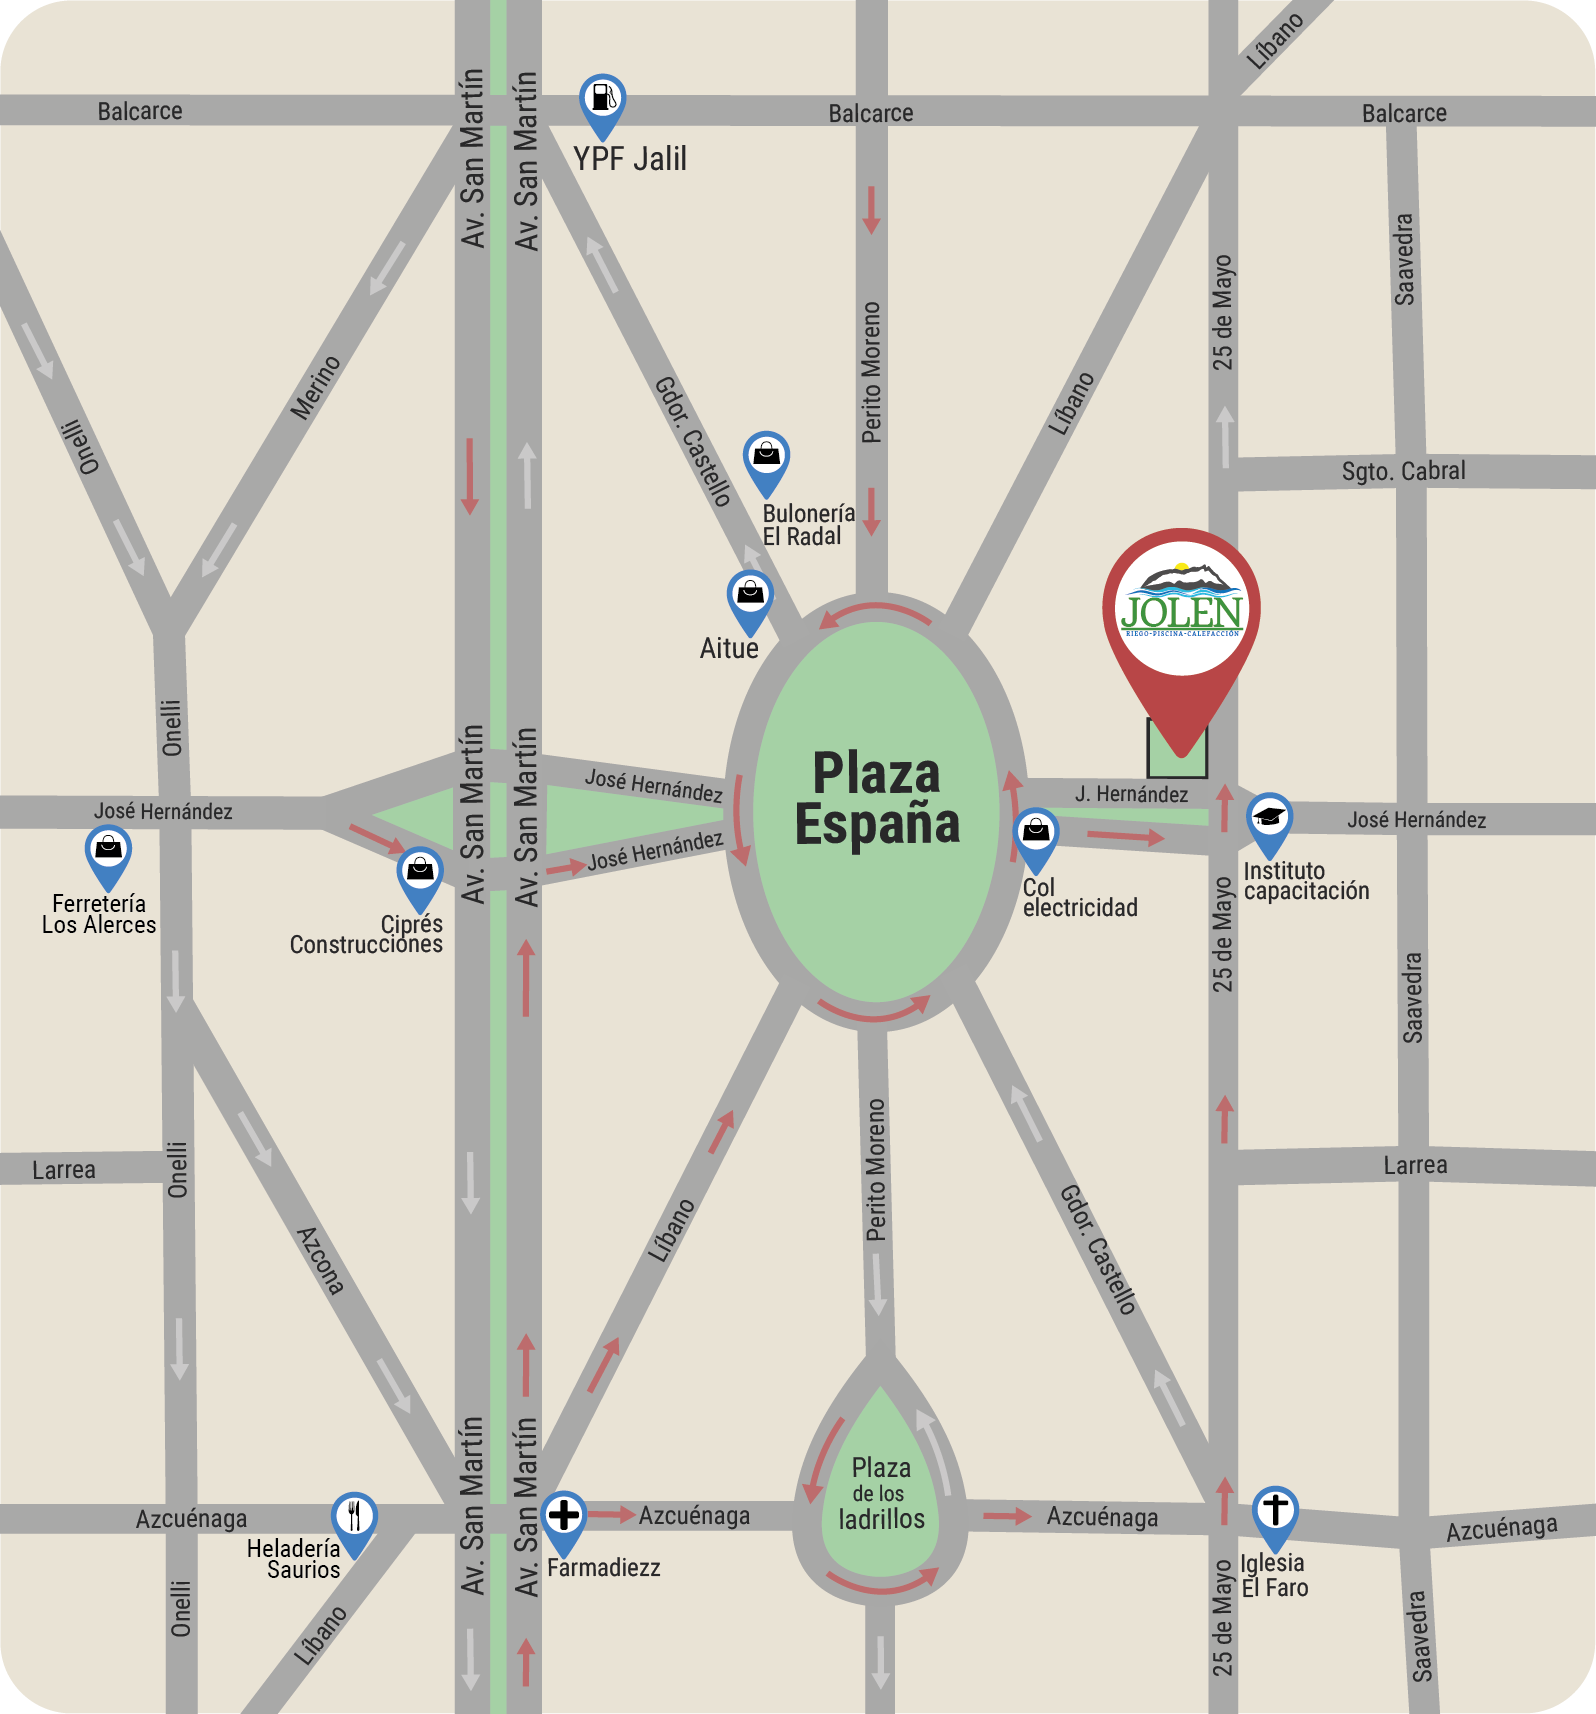 Líbano
Balcarce
Av. San Martín
Av. San Martín
Balcarce
Balcarce
YPF Jalil
Saavedra
25 de Mayo
Merino
Perito Moreno
Líbano
Onelli
Gdor. Castello
Sgto. Cabral
Bulonería
El Radal
JOLEN
RIEGO-PISCINA-CALEFACCIÓN
Aitue
Onelli
Av. San Martín
Av. San Martín
José Hernández
Plaza
España
J. Hernández
José Hernández
José Hernández
José Hernández
Ferretería
Los Alerces
Ciprés
Construcciones
Col
electricidad
Instituto
capacitación
25 de Mayo
Saavedra
Larrea
Onelli
Perito Moreno
Larrea
Azcona
Líbano
Gdor. Castello
Av. San Martín
Av. San Martín
Plaza
de los
ladrillos
Azcuénaga
Azcuénaga
Azcuénaga
Azcuénaga
Heladería
Saurios
Farmadiezz
Iglesia
El Faro
Onelli
Líbano
25 de Mayo
Saavedra